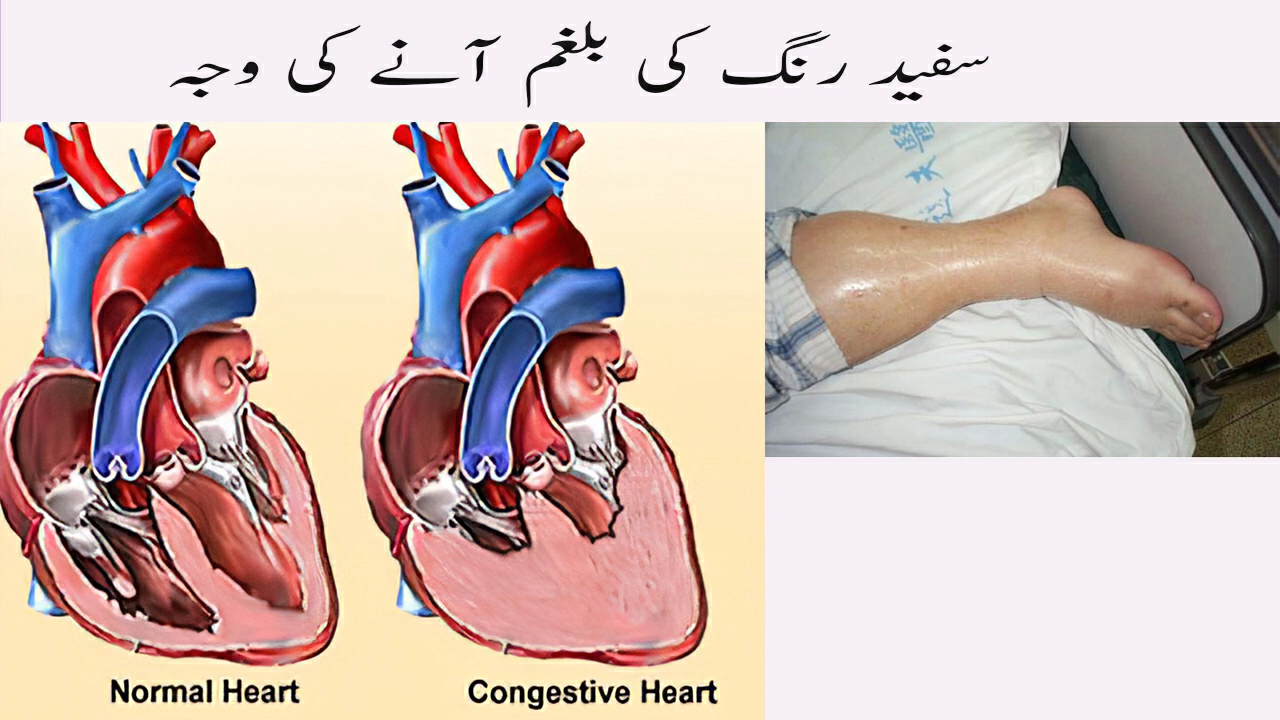 سفید رنگ کی بلغم آنے کی وجہ
Normal Heart
Congestive Heart